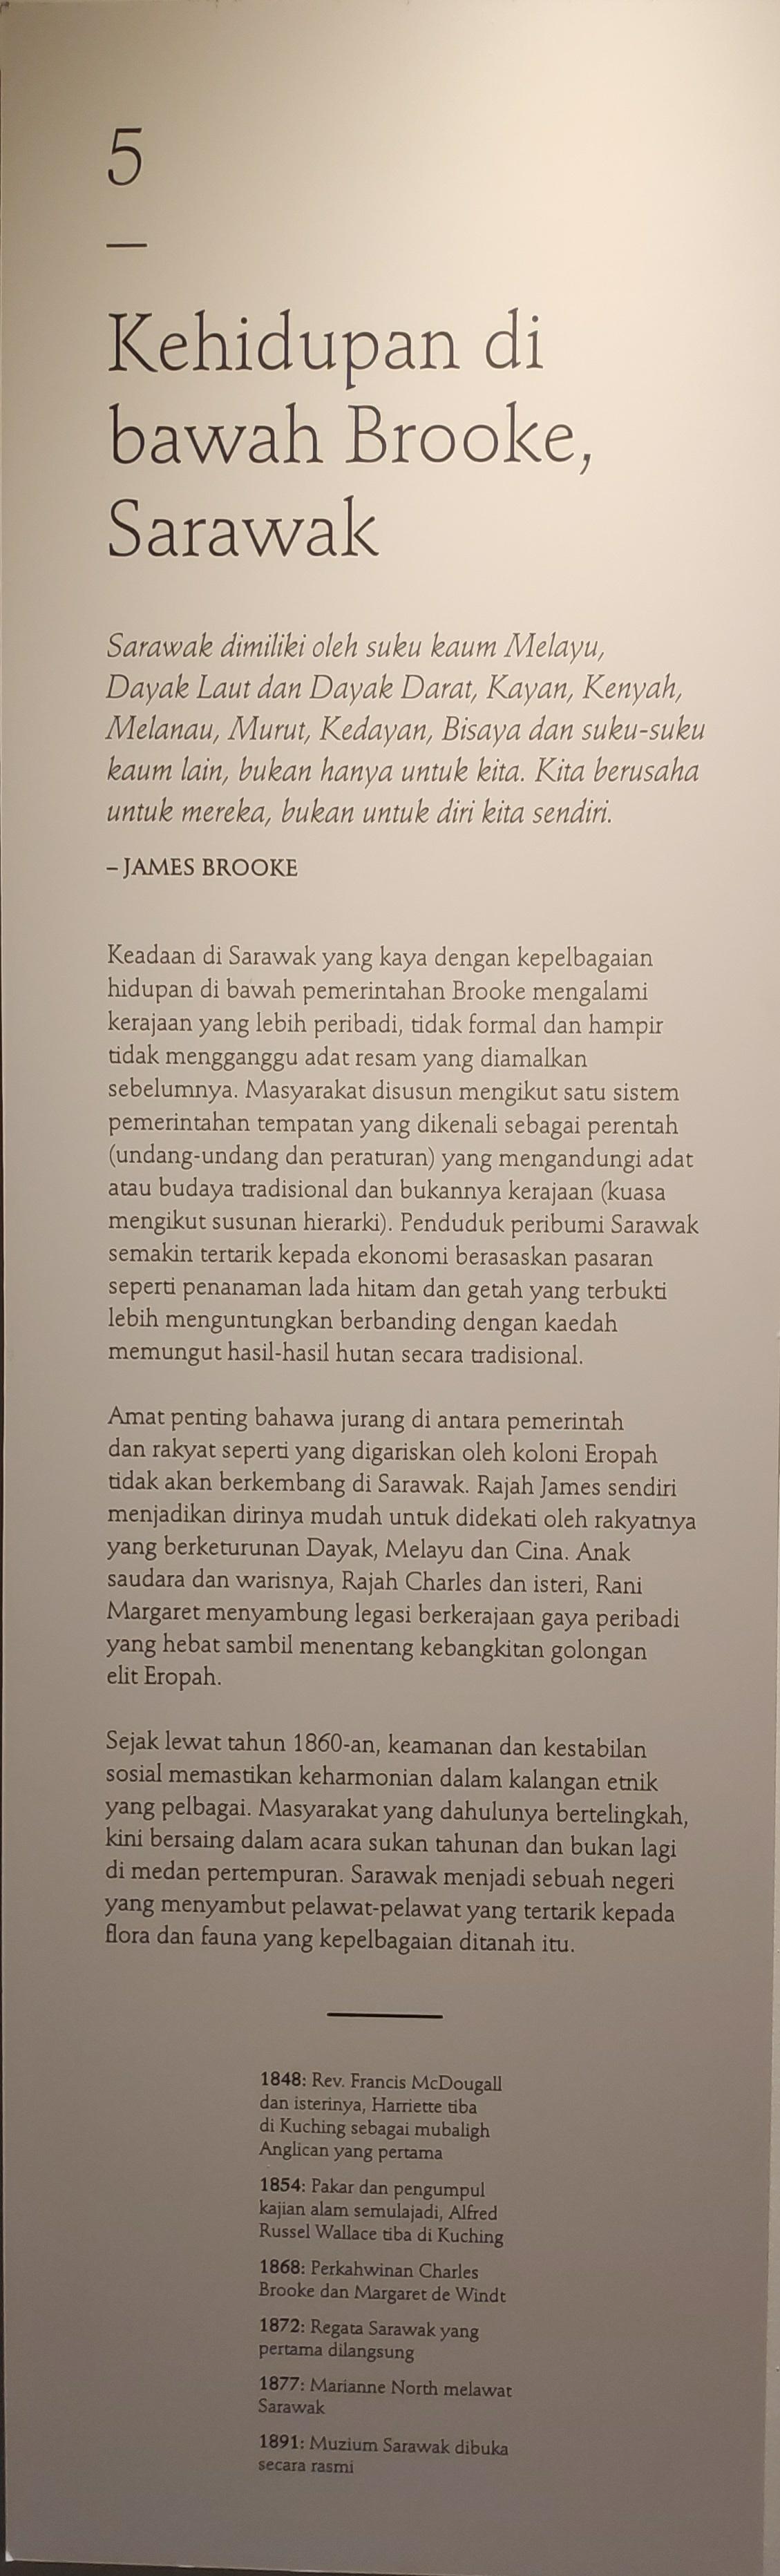 5
Kehidupan di
bawah Brooke,
Sarawak
Sarawak dimiliki oleh suku kaum Melayu,
Dayak Laut dan Dayak Darat, Kayan, Kenyah,
Melanau, Murut, Kedayan, Bisaya dan suku-suku
kaum lain, bukan hanya untuk kita. Kita berusaha
untuk mereka, bukan untuk diri kita sendiri.
– JAMES BROOKE
Keadaan di Sarawak yang kaya dengan kepelbagaian
hidupan di bawah pemerintahan Brooke mengalami
kerajaan yang lebih peribadi, tidak formal dan hampir
tidak mengganggu adat resam yang diamalkan
sebelumnya. Masyarakat disusun mengikut satu sistem
pemerintahan tempatan yang dikenali sebagai perentah
(undang-undang dan peraturan) yang mengandungi adat
atau budaya tradisional dan bukannya kerajaan (kuasa
mengikut susunan hierarki). Penduduk peribumi Sarawak
semakin tertarik kepada ekonomi berasaskan pasaran
seperti penanaman lada hitam dan getah yang terbukti
lebih menguntungkan berbanding dengan kaedah
memungut hasil-hasil hutan secara tradisional.
Amat penting bahawa jurang di antara pemerintah
dan rakyat seperti yang digariskan oleh koloni Eropah
tidak akan berkembang di Sarawak. Rajah James sendiri
menjadikan dirinya mudah untuk didekati oleh rakyatnya
yang berketurunan Dayak, Melayu dan Cina. Anak
saudara dan warisnya, Rajah Charles dan isteri, Rani
Margaret menyambung legasi berkerajaan gaya peribadi
yang hebat sambil menentang kebangkitan golongan
elit Eropah.
Sejak lewat tahun 1860-an, keamanan dan kestabilan
sosial memastikan keharmonian dalam kalangan etnik
yang pelbagai. Masyarakat yang dahulunya bertelingkah,
kini bersaing dalam acara sukan tahunan dan bukan lagi
di medan pertempuran. Sarawak menjadi sebuah negeri
yang menyambut pelawat-pelawat yang tertarik kepada
flora dan fauna yang kepelbagaian ditanah itu.
1848: Rev. Francis McDougall
dan isterinya, Harriette tiba
di Kuching sebagai mubaligh
Anglican yang pertama
1854: Pakar dan pengumpul
kajian alam semulajadi, Alfred
Russel Wallace tiba di Kuching
1868: Perkahwinan Charles
Brooke dan Margaret de Windt
1872: Regata Sarawak yang
pertama dilangsung
1877: Marianne North melawat
Sarawak
1891: Muzium Sarawak dibuka
secara rasmi